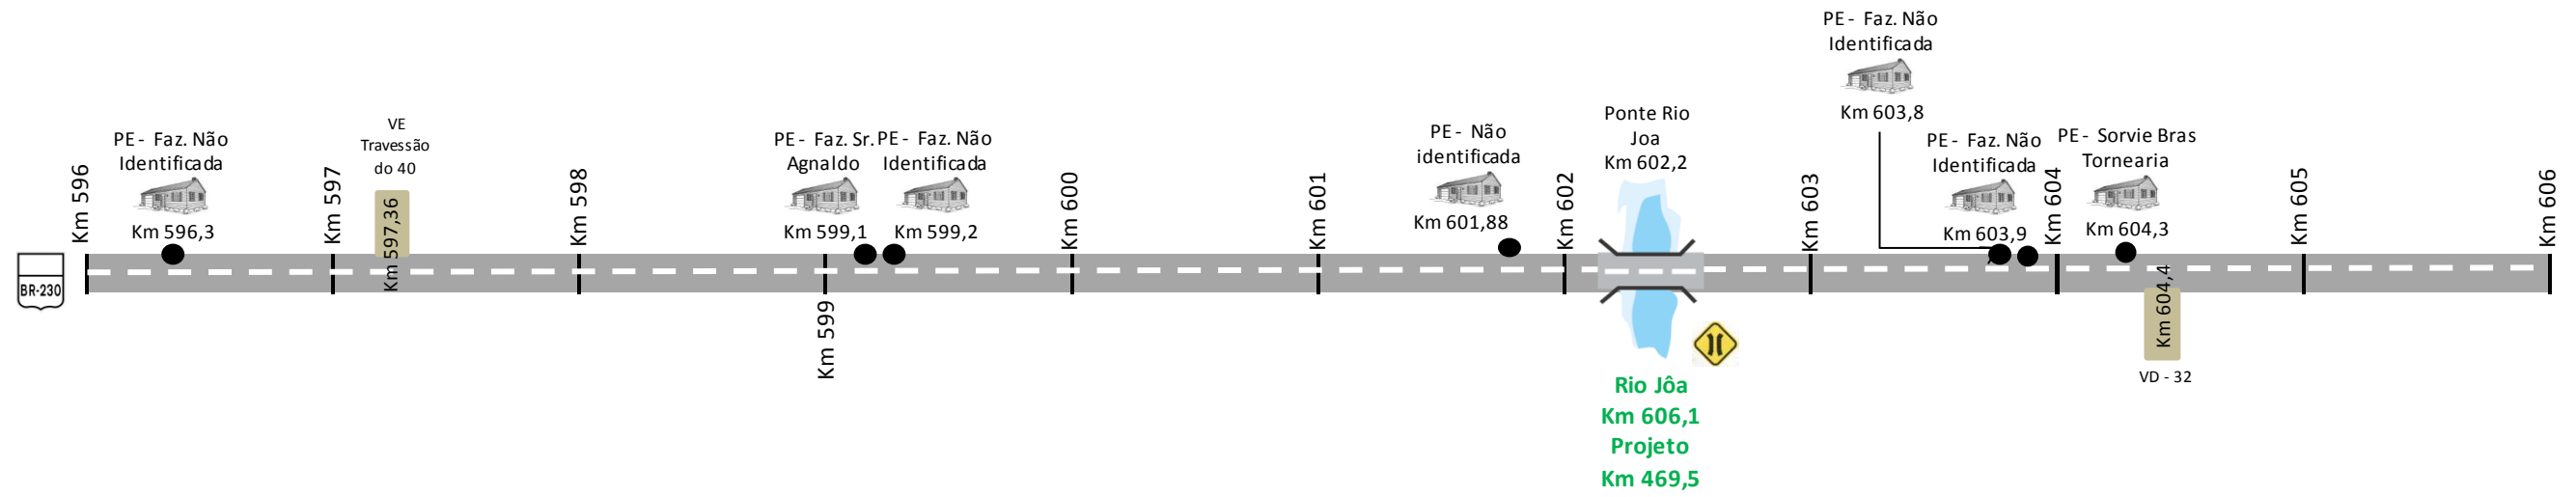 PE - Faz. Não
Identificada
Km 603,8
PE - Faz. Não
Identificada
Km 596,3
VE
Travessão
do 40
Km 597,36
PE - Faz. Sr.
Agnaldo
Km 599,1
PE - Faz. Não
Identificada
Km 599,2
PE - Não
identificada
Km 601,88
Ponte Rio
Joa
Km 602,2
PE - Faz. Não
Identificada
Km 603,9
PE - Sorvie Bras
Tornearia
Km 604,3
Km 596
Km 597
Km 598
Km 599
Km 600
Km 601
Km 602
Km 603
Km 604
Km 605
Km 606
BR-230
Km 604,4
VD - 32
Rio Jôa
Km 606,1
Projeto
Km 469,5